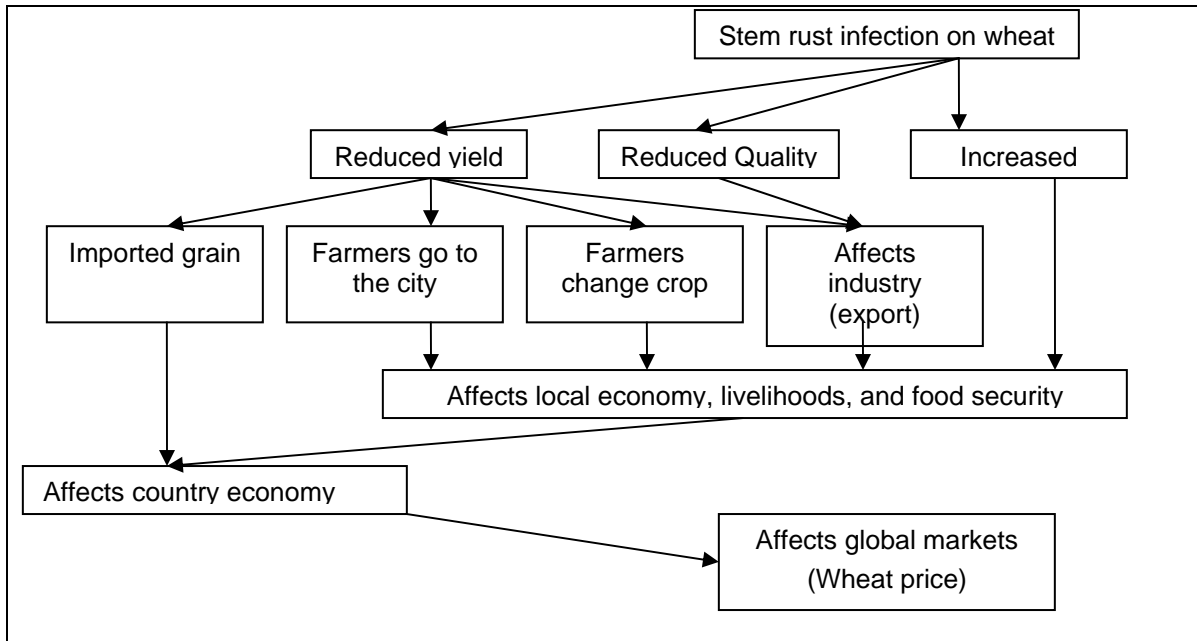 Stem rust infection on wheat
Reduced yield
Reduced Quality
Increased
Imported grain
Farmers go to
the city
Farmers
change crop
Affects
industry
(export)
Affects local economy, livelihoods, and food security
Affects country economy
Affects global markets
(Wheat price)